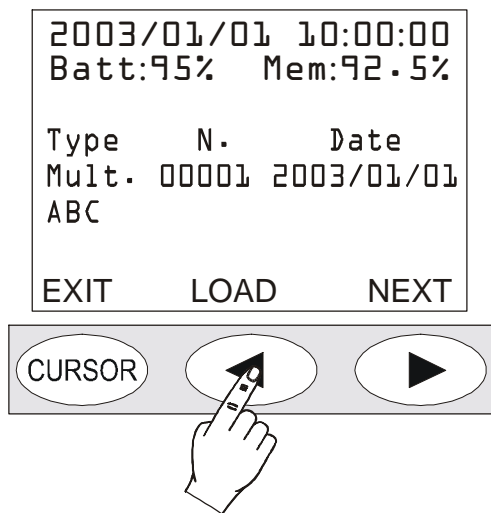 2003/01/01 10:00:00
Batt:95% Mem:92.5%
Type N. Date
Mult. 00001 2003/01/01
ABC
EXIT LOAD NEXT
CURSOR